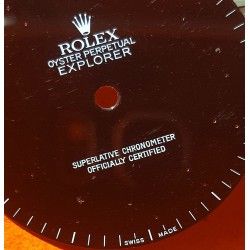 ROLEX
OYSTER PERPETUAL
EXPLORER
SUPERLATIVE CHRONOMETER
OFFICIALLY CERTIFIED
SWISS MADE